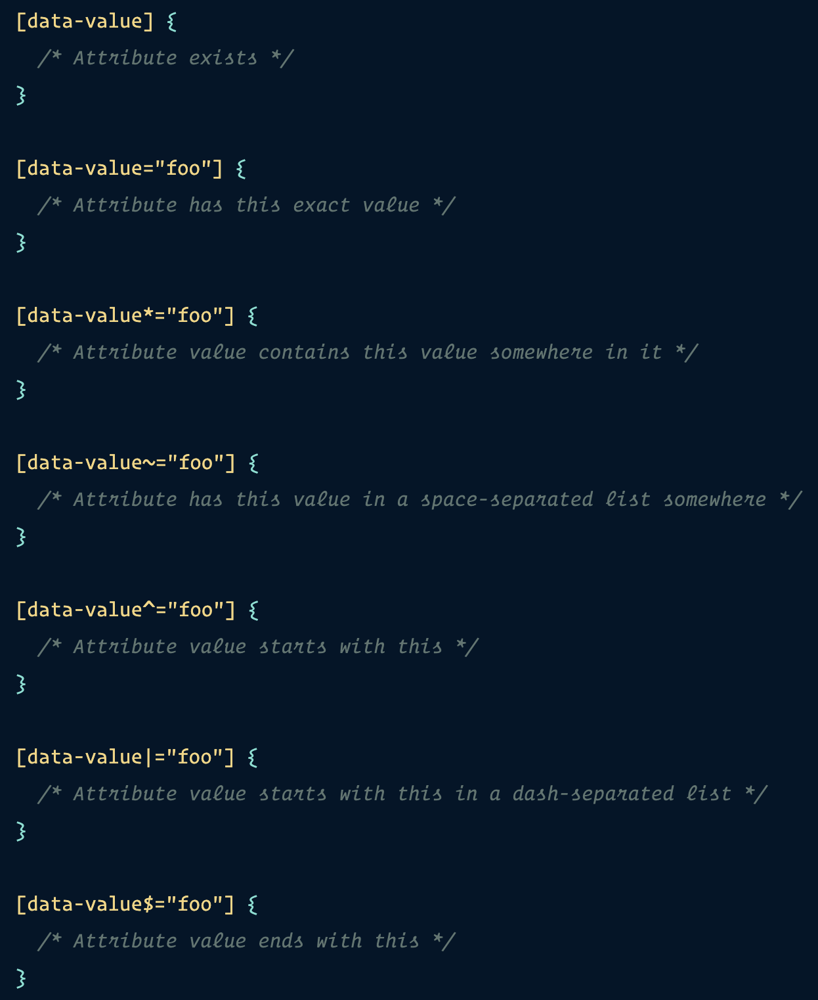 [data-value] {
/* Attribute exists */
}
[data-value="foo"] {
/* Attribute has this exact value */
}
[data-value*="foo"] {
/* Attribute value contains this value somewhere in it */
}
[data-value~="foo"] {
/* Attribute has this value in a space-separated list somewhere */
}
[data-value^="foo"] {
/* Attribute value starts with this */
}
[data-value|="foo"] {
/* Attribute value starts with this in a dash-separated list */
}
[data-value$="foo"] {
/* Attribute value ends with this */
}